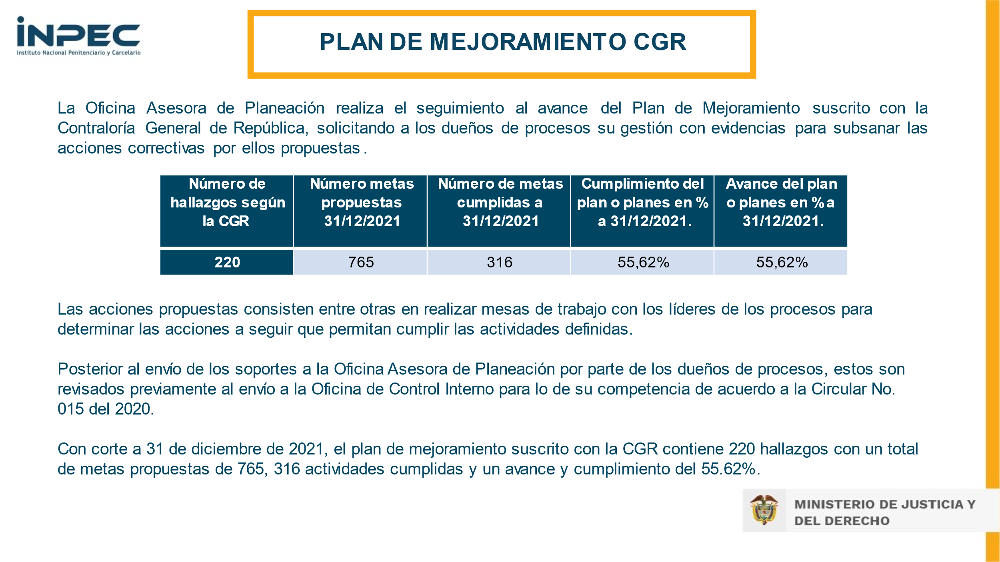 iNPEC
Instituto Nacional Penitenciario y Carcelario
PLAN DE MEJORAMIENTO CGR
La Oficina Asesora de Planeación realiza el seguimiento al avance del Plan de Mejoramiento suscrito con la
Contraloría General de República, solicitando a los dueños de procesos su gestión con evidencias para subsanar las
acciones correctivas por ellos propuestas .
Número de
hallazgos según
la CGR
Número metas
propuestas
31/12/2021
Número de metas
cumplidas a
31/12/2021
Cumplimiento del
plan o planes en %
a 31/12/2021.
Avance del plan
o planes en % a
31/12/2021.
220 765 316 55,62% 55,62%
Las acciones propuestas consisten entre otras en realizar mesas de trabajo con los líderes de los procesos para
determinar las acciones a seguir que permitan cumplir las actividades definidas.
Posterior al envío de los soportes a la Oficina Asesora de Planeación por parte de los dueños de procesos, estos son
revisados previamente al envío a la Oficina de Control Interno para lo de su competencia de acuerdo a la Circular No.
015 del 2020.
Con corte a 31 de diciembre de 2021, el plan de mejoramiento suscrito con la CGR contiene 220 hallazgos con un total
de metas propuestas de 765, 316 actividades cumplidas y un avance y cumplimiento del 55.62%.
MINISTERIO DE JUSTICIA Y
DEL DERECHO